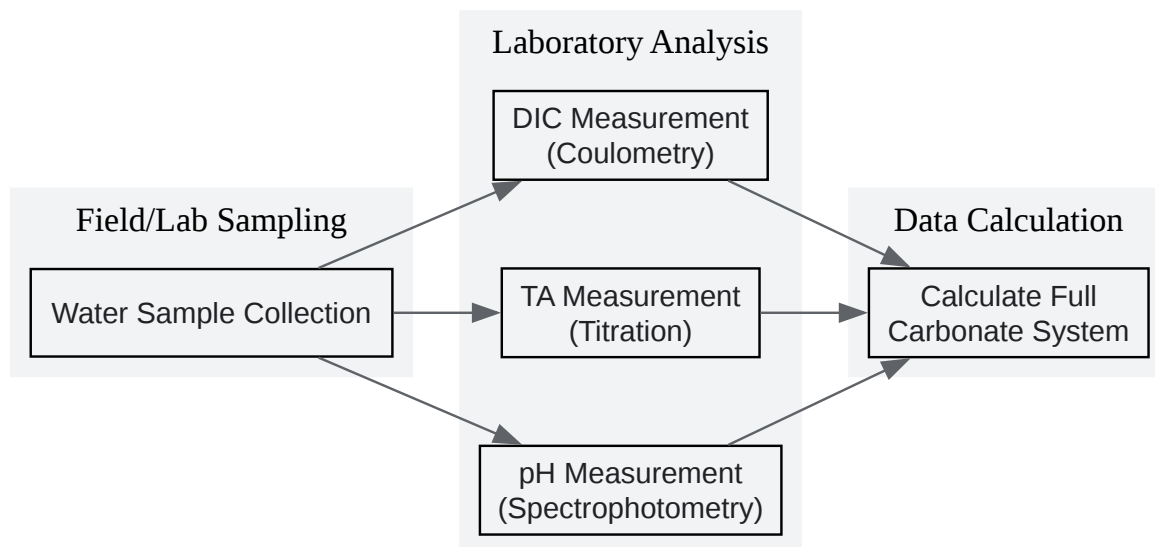 Field/Lab Sampling
Water Sample Collection
Laboratory Analysis
DIC Measurement
(Coulometry)
TA Measurement
(Titration)
pH Measurement
(Spectrophotometry)
Data Calculation
Calculate Full
Carbonate System